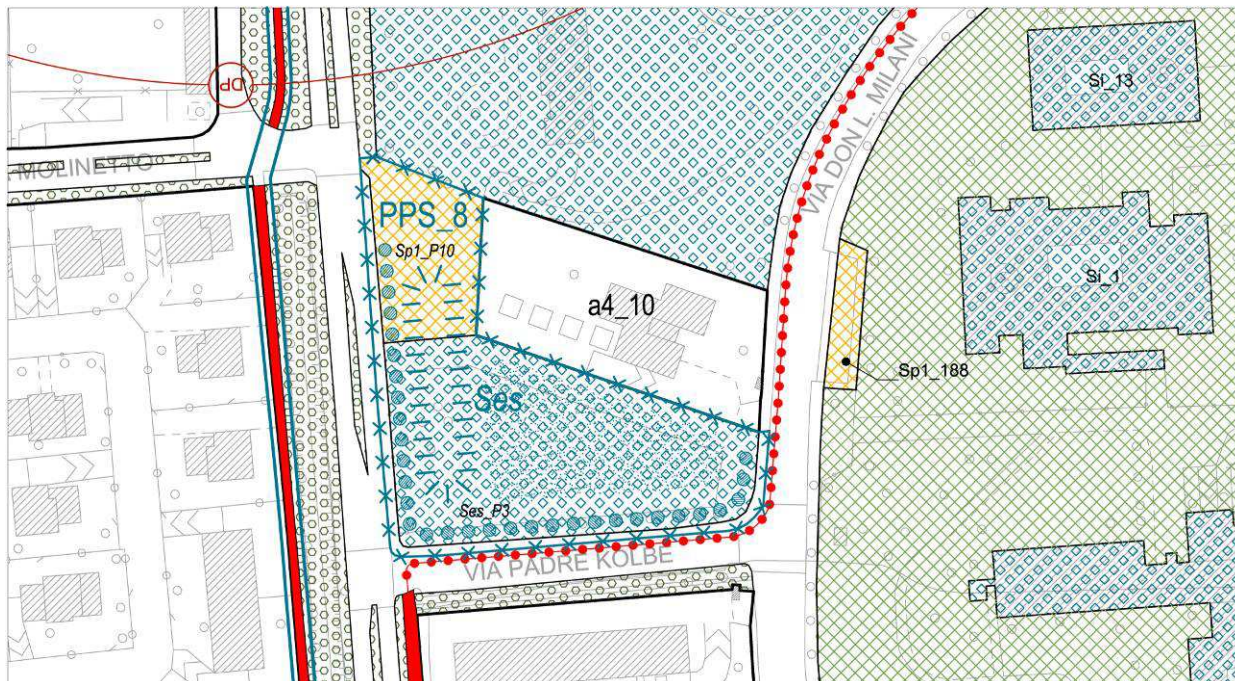 DP
MOLINETTO
VIA DON L. MILANI
Si_13
PPS_8
Sp1_P10
a4_10
Si_1
Sp1_188
Ses
Ses_P3
VIA PADRE KOLBE